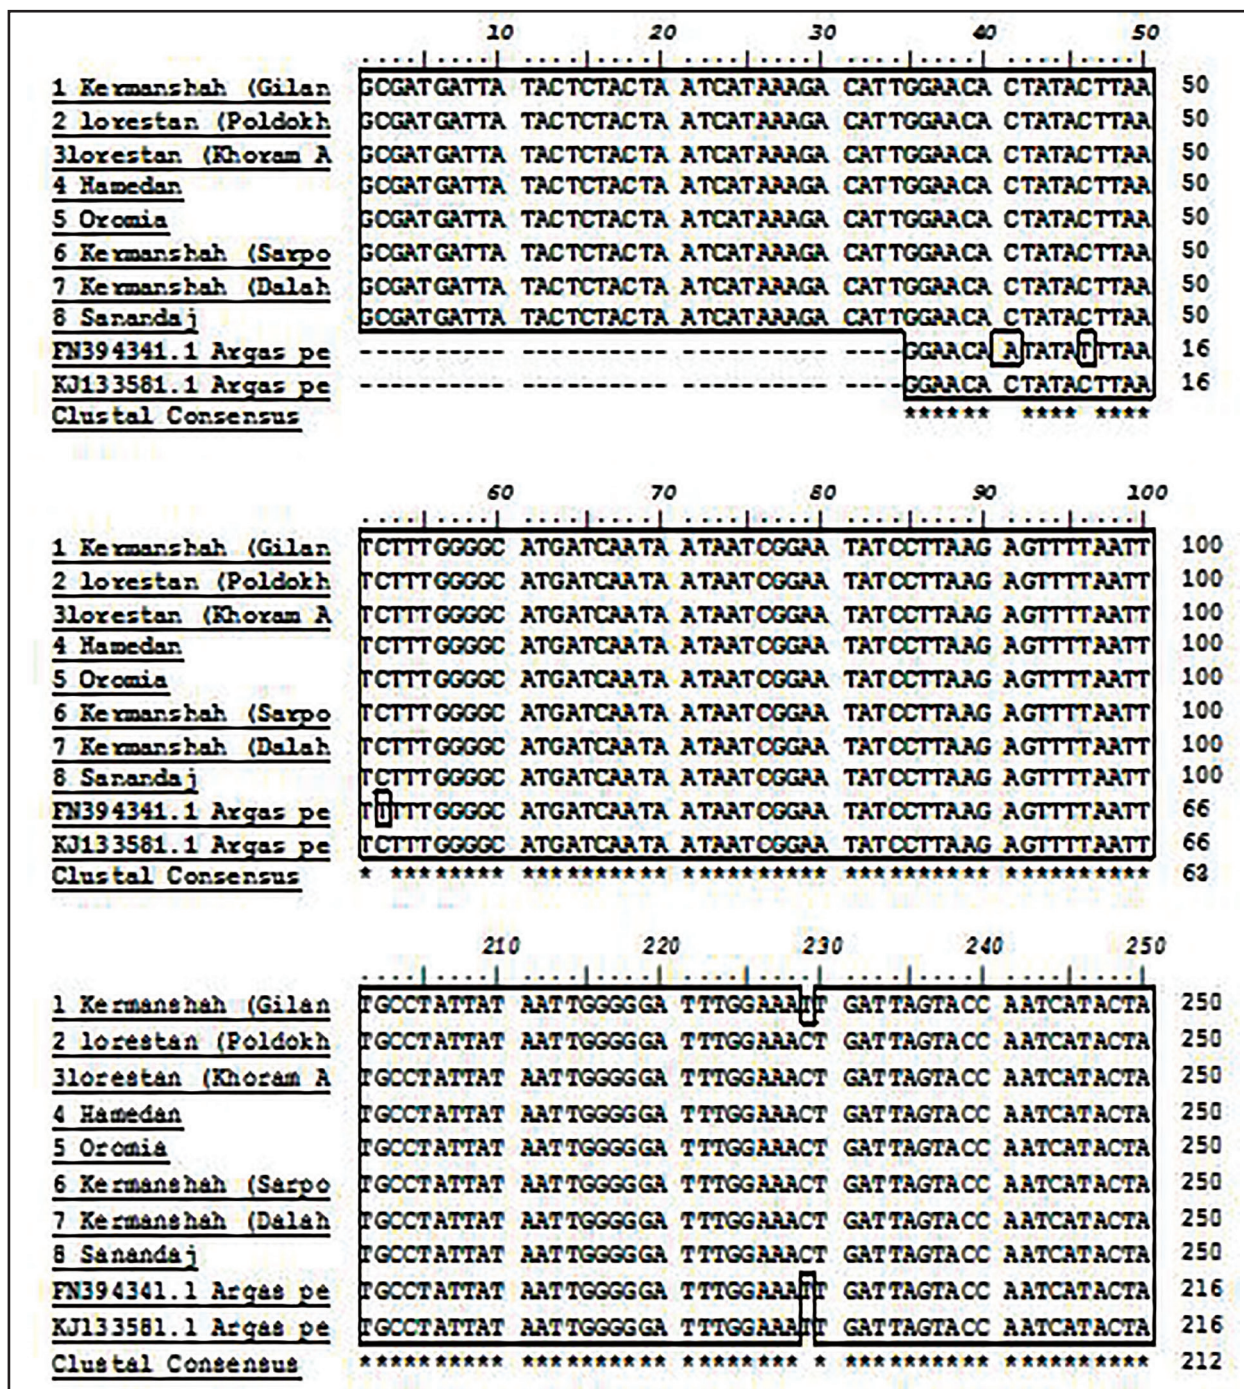 10 20 30 40 50
1 Kermanshah (Gilan GCGATGATTA TACTCTACTA ATCATAAAGA CATTGGAACA CTATACTTAA 50
2 lorestan (Poldokh GCGATGATTA TACTCTACTA ATCATAAAGA CATTGGAACA CTATACTTAA 50
3lorestan (Khoram A GCGATGATTA TACTCTACTA ATCATAAAGA CATTGGAACA CTATACTTAA 50
4 Hamedan GCGATGATTA TACTCTACTA ATCATAAAGA CATTGGAACA CTATACTTAA 50
5 Oromia GCGATGATTA TACTCTACTA ATCATAAAGA CATTGGAACA CTATACTTAA 50
6 Kermanshah (Sarpo GCGATGATTA TACTCTACTA ATCATAAAGA CATTGGAACA CTATACTTAA 50
7 Kermanshah (Dalah GCGATGATTA TACTCTACTA ATCATAAAGA CATTGGAACA CTATACTTAA 50
8 Sanandaj GCGATGATTA TACTCTACTA ATCATAAAGA CATTGGAACA CTATACTTAA 50
FN394341.1 Argas pe ---------- ---------- ---------- ----GGAACA ATATATTTAA 16
KJ133581.1 Argas pe ---------- ---------- ---------- ----GGAACA CTATACTTAA 16
Clustal Consensus ****** **** ****
60 70 80 90 100
1 Kermanshah (Gilan TCTTTGGGGC ATGATCAATA ATAATCGGAA TATCCTTAAG AGTTTTAATT 100
2 lorestan (Poldokh TCTTTGGGGC ATGATCAATA ATAATCGGAA TATCCTTAAG AGTTTTAATT 100
3lorestan (Khoram A TCTTTGGGGC ATGATCAATA ATAATCGGAA TATCCTTAAG AGTTTTAATT 100
4 Hamedan TCTTTGGGGC ATGATCAATA ATAATCGGAA TATCCTTAAG AGTTTTAATT 100
5 Oromia TCTTTGGGGC ATGATCAATA ATAATCGGAA TATCCTTAAG AGTTTTAATT 100
6 Kermanshah (Sarpo TCTTTGGGGC ATGATCAATA ATAATCGGAA TATCCTTAAG AGTTTTAATT 100
7 Kermanshah (Dalah TCTTTGGGGC ATGATCAATA ATAATCGGAA TATCCTTAAG AGTTTTAATT 100
8 Sanandaj TCTTTGGGGC ATGATCAATA ATAATCGGAA TATCCTTAAG AGTTTTAATT 100
FN394341.1 Argas pe TTTTTGGGGC ATGATCAATA ATAATCGGAA TATCCTTAAG AGTTTTAATT 66
KJ133581.1 Argas pe TCTTTGGGGC ATGATCAATA ATAATCGGAA TATCCTTAAG AGTTTTAATT 66
Clustal Consensus * ******** ********** ********** ********** ********** 63
210 220 230 240 250
1 Kermanshah (Gilan TGCCTATTAT AATTGGGGGA TTTGGAAATT GATTAGTACC AATCATACTA 250
2 lorestan (Poldokh TGCCTATTAT AATTGGGGGA TTTGGAAACT GATTAGTACC AATCATACTA 250
3lorestan (Khoram A TGCCTATTAT AATTGGGGGA TTTGGAAACT GATTAGTACC AATCATACTA 250
4 Hamedan TGCCTATTAT AATTGGGGGA TTTGGAAACT GATTAGTACC AATCATACTA 250
5 Oromia TGCCTATTAT AATTGGGGGA TTTGGAAACT GATTAGTACC AATCATACTA 250
6 Kermanshah (Sarpo TGCCTATTAT AATTGGGGGA TTTGGAAACT GATTAGTACC AATCATACTA 250
7 Kermanshah (Dalah TGCCTATTAT AATTGGGGGA TTTGGAAACT GATTAGTACC AATCATACTA 250
8 Sanandaj TGCCTATTAT AATTGGGGGA TTTGGAAACT GATTAGTACC AATCATACTA 250
FN394341.1 Argas pe TGCCTATTAT AATTGGGGGA TTTGGAAATT GATTAGTACC AATCATACTA 216
KJ133581.1 Argas pe TGCCTATTAT AATTGGGGGA TTTGGAAATT GATTAGTACC AATCATACTA 216
Clustal Consensus ********** ********** ******** * ********** ********** 212